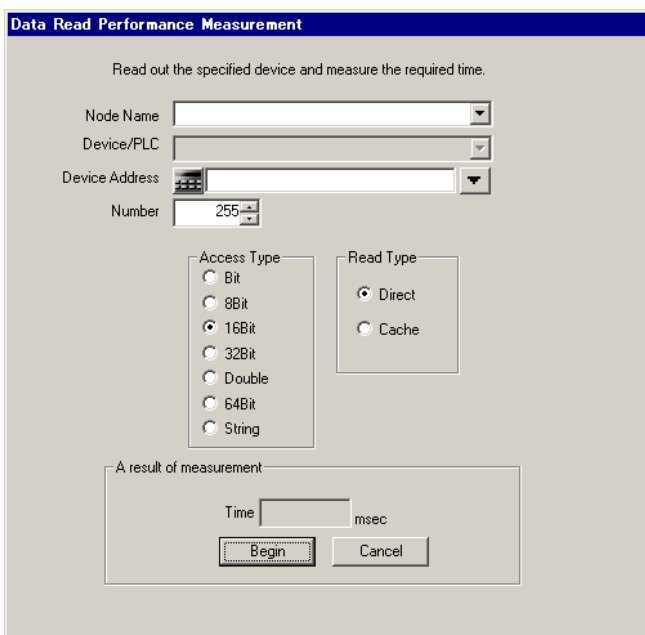 Data Read Performance Measurement
Read out the specified device and measure the required time.
Node Name
Device/PLC
Device Address
Number 255
Access Type
Bit
8Bit
16Bit
32Bit
Double
64Bit
String
Read Type
Direct
Cache
A result of measurement
Time msec
Begin Cancel